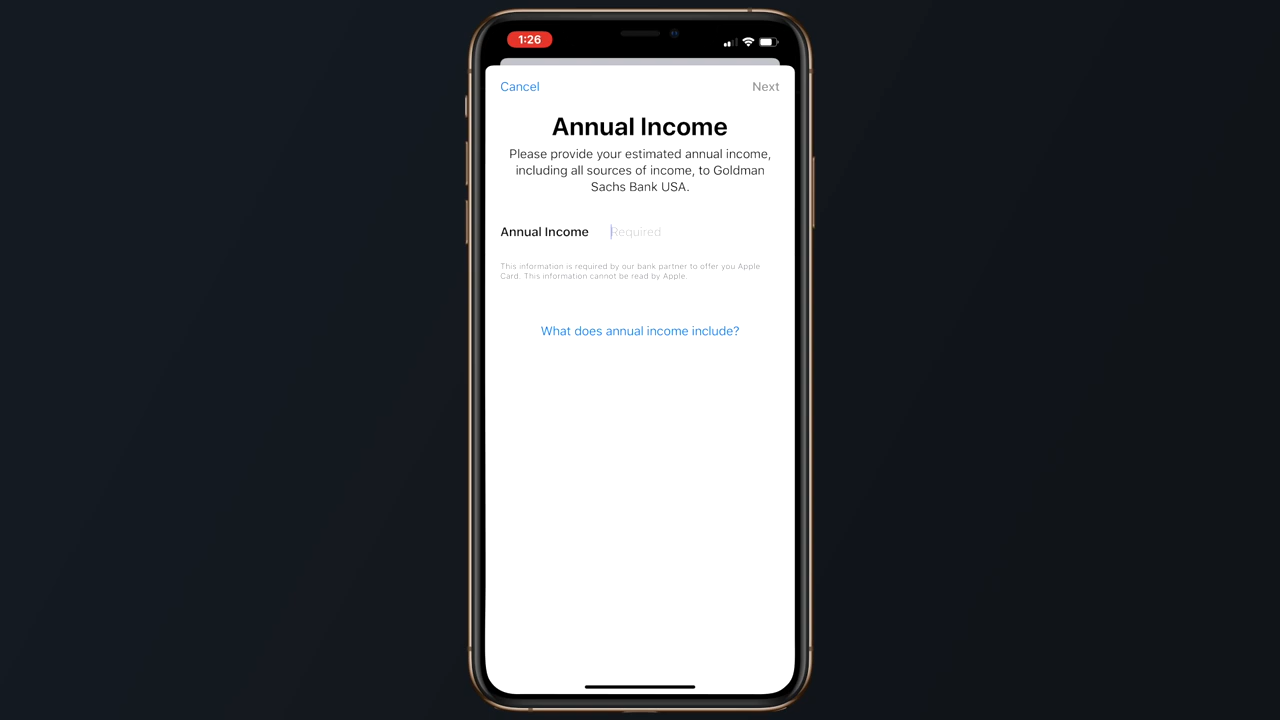 1:26
Cancel
Next
Annual Income
Please provide your estimated annual income,
including all sources of income, to Goldman
Sachs Bank USA.
Annual Income Required
This information is required by our bank partner to offer you Apple
Card. This information cannot be read by Apple.
What does annual income include?